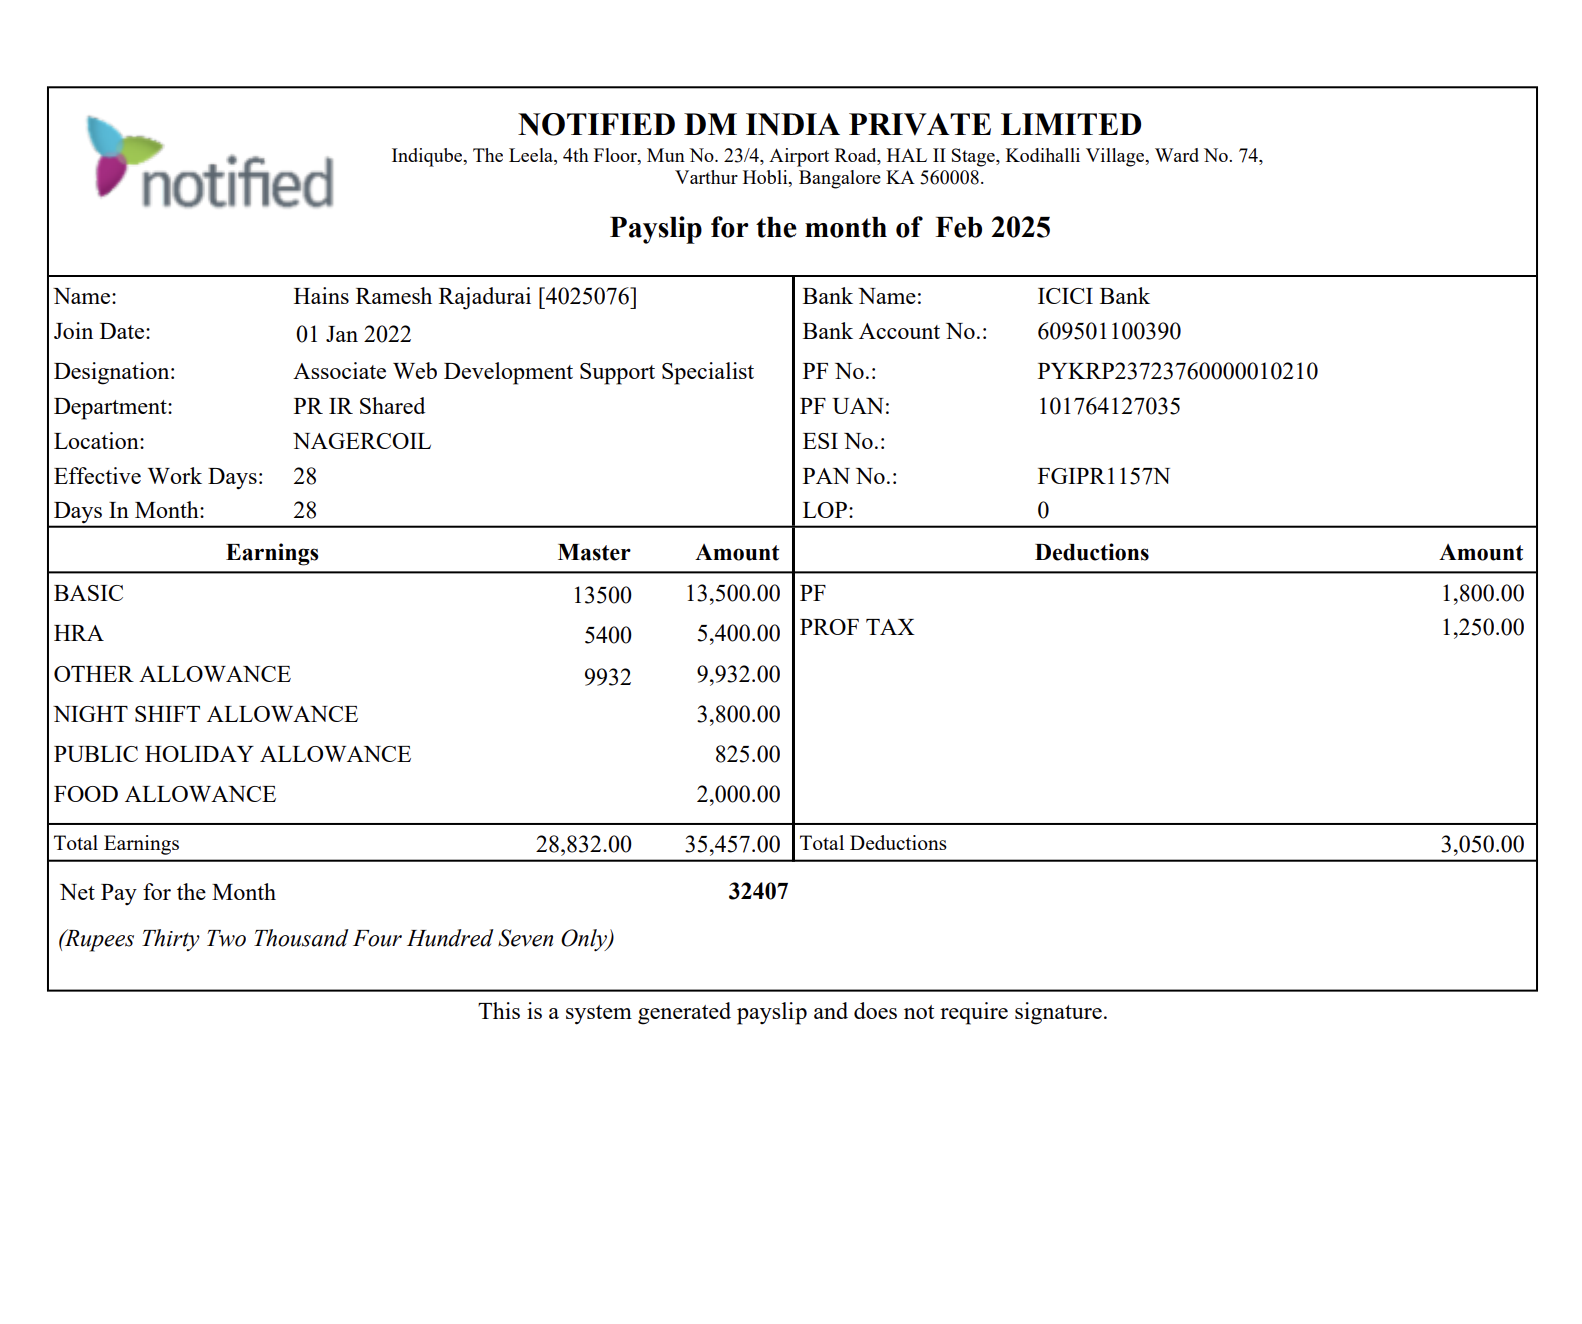 notified
NOTIFIED DM INDIA PRIVATE LIMITED
Indiqube, The Leela, 4th Floor, Mun No. 23/4, Airport Road, HAL II Stage, Kodihalli Village, Ward No. 74,
Varthur Hobli, Bangalore KA 560008.
Payslip for the month of Feb 2025
Name: Hains Ramesh Rajadurai [4025076] Bank Name: ICICI Bank
Join Date: 01 Jan 2022 Bank Account No.: 609501100390
Designation: Associate Web Development Support Specialist PF No.: PYKRP23723760000010210
Department: PR IR Shared PF UAN: 101764127035
Location: NAGERCOIL ESI No.:
Effective Work Days: 28 PAN No.: FGIPR1157N
Days In Month: 28 LOP: 0
Earnings Master Amount Deductions Amount
BASIC 13500 13,500.00 PF 1,800.00
HRA 5400 5,400.00 PROF TAX 1,250.00
OTHER ALLOWANCE 9932 9,932.00
NIGHT SHIFT ALLOWANCE 3,800.00
PUBLIC HOLIDAY ALLOWANCE 825.00
FOOD ALLOWANCE 2,000.00
Total Earnings 28,832.00 35,457.00 Total Deductions 3,050.00
Net Pay for the Month 32407
(Rupees Thirty Two Thousand Four Hundred Seven Only)
This is a system generated payslip and does not require signature.